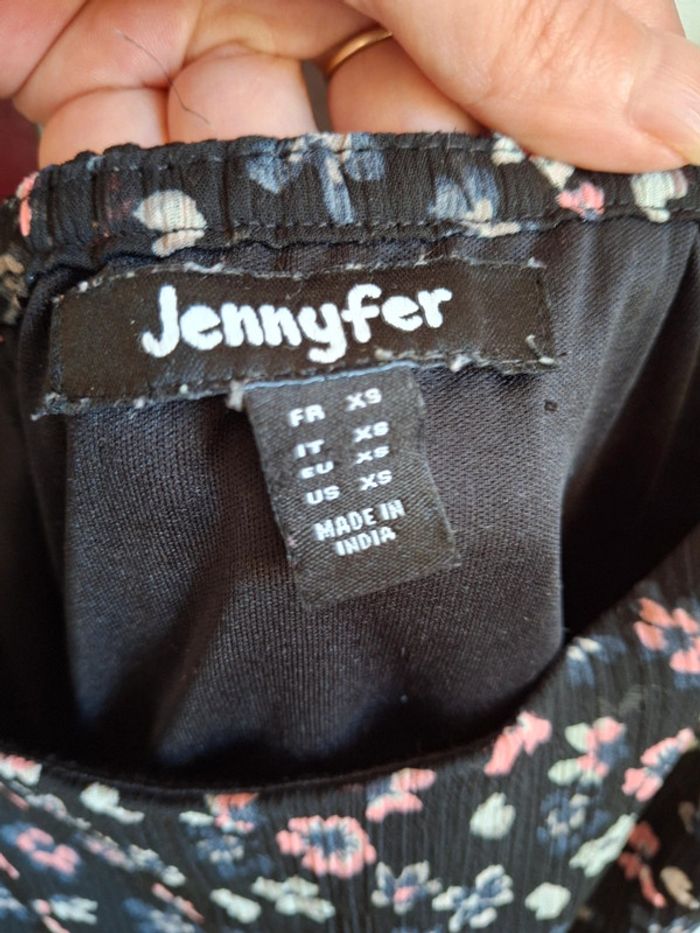 Jennyfer
FR XS
IT XS
EU XS
US XS
MADE IN
INDIA